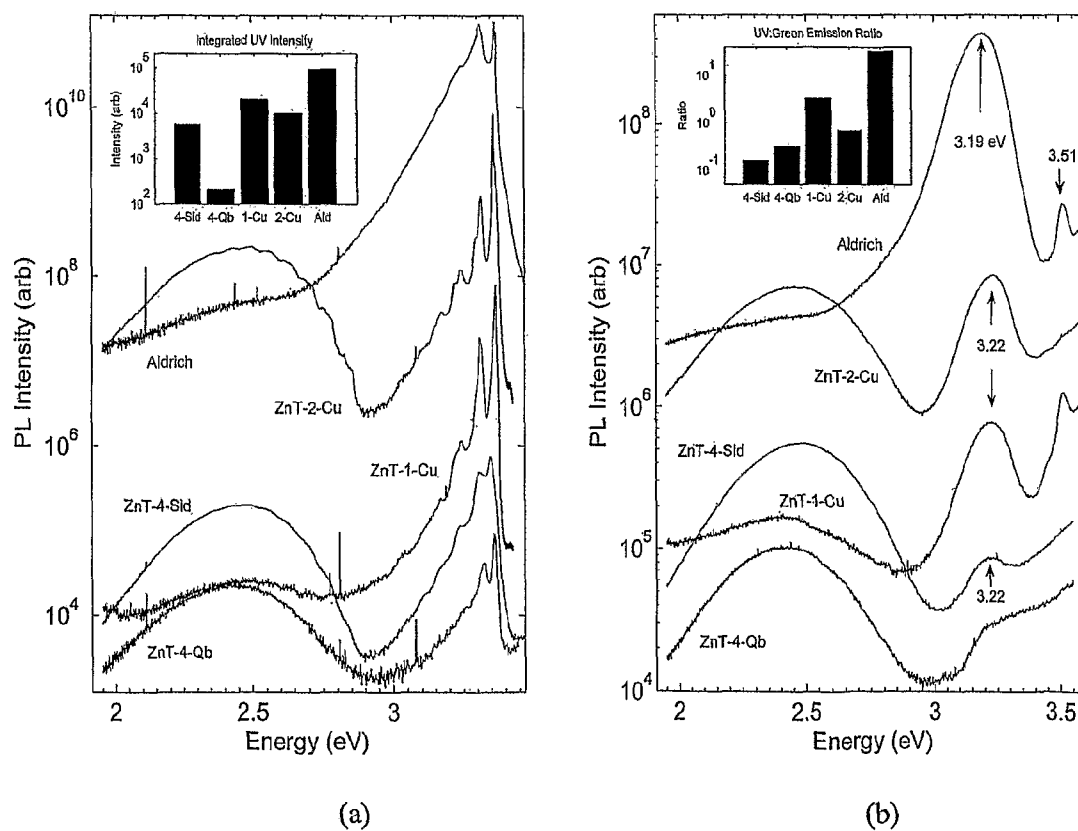 Integrated UV Intensity
Intensity (arb)
10^5
10^4
10^3
10^2
4-Sld 4-Qb 1-Cu 2-Cu Ald
PL Intensity (arb)
10^10
10^8
10^6
10^4
Aldrich
ZnT-2-Cu
ZnT-1-Cu
ZnT-4-Sld
ZnT-4-Qb
2 3
Energy (eV)
(a)
UV:Green Emission Ratio
Ratio
10^1
10^0
10^-1
4-Sld 4-Qb 1-Cu 2-Cu Ald
PL Intensity (arb)
10^8
10^7
10^6
10^5
10^4
3.19 eV
3.51
Aldrich
3.22
ZnT-2-Cu
ZnT-4-Sld
ZnT-1-Cu
3.22
ZnT-4-Qb
2 2.5 3 3.5
Energy (eV)
(b)